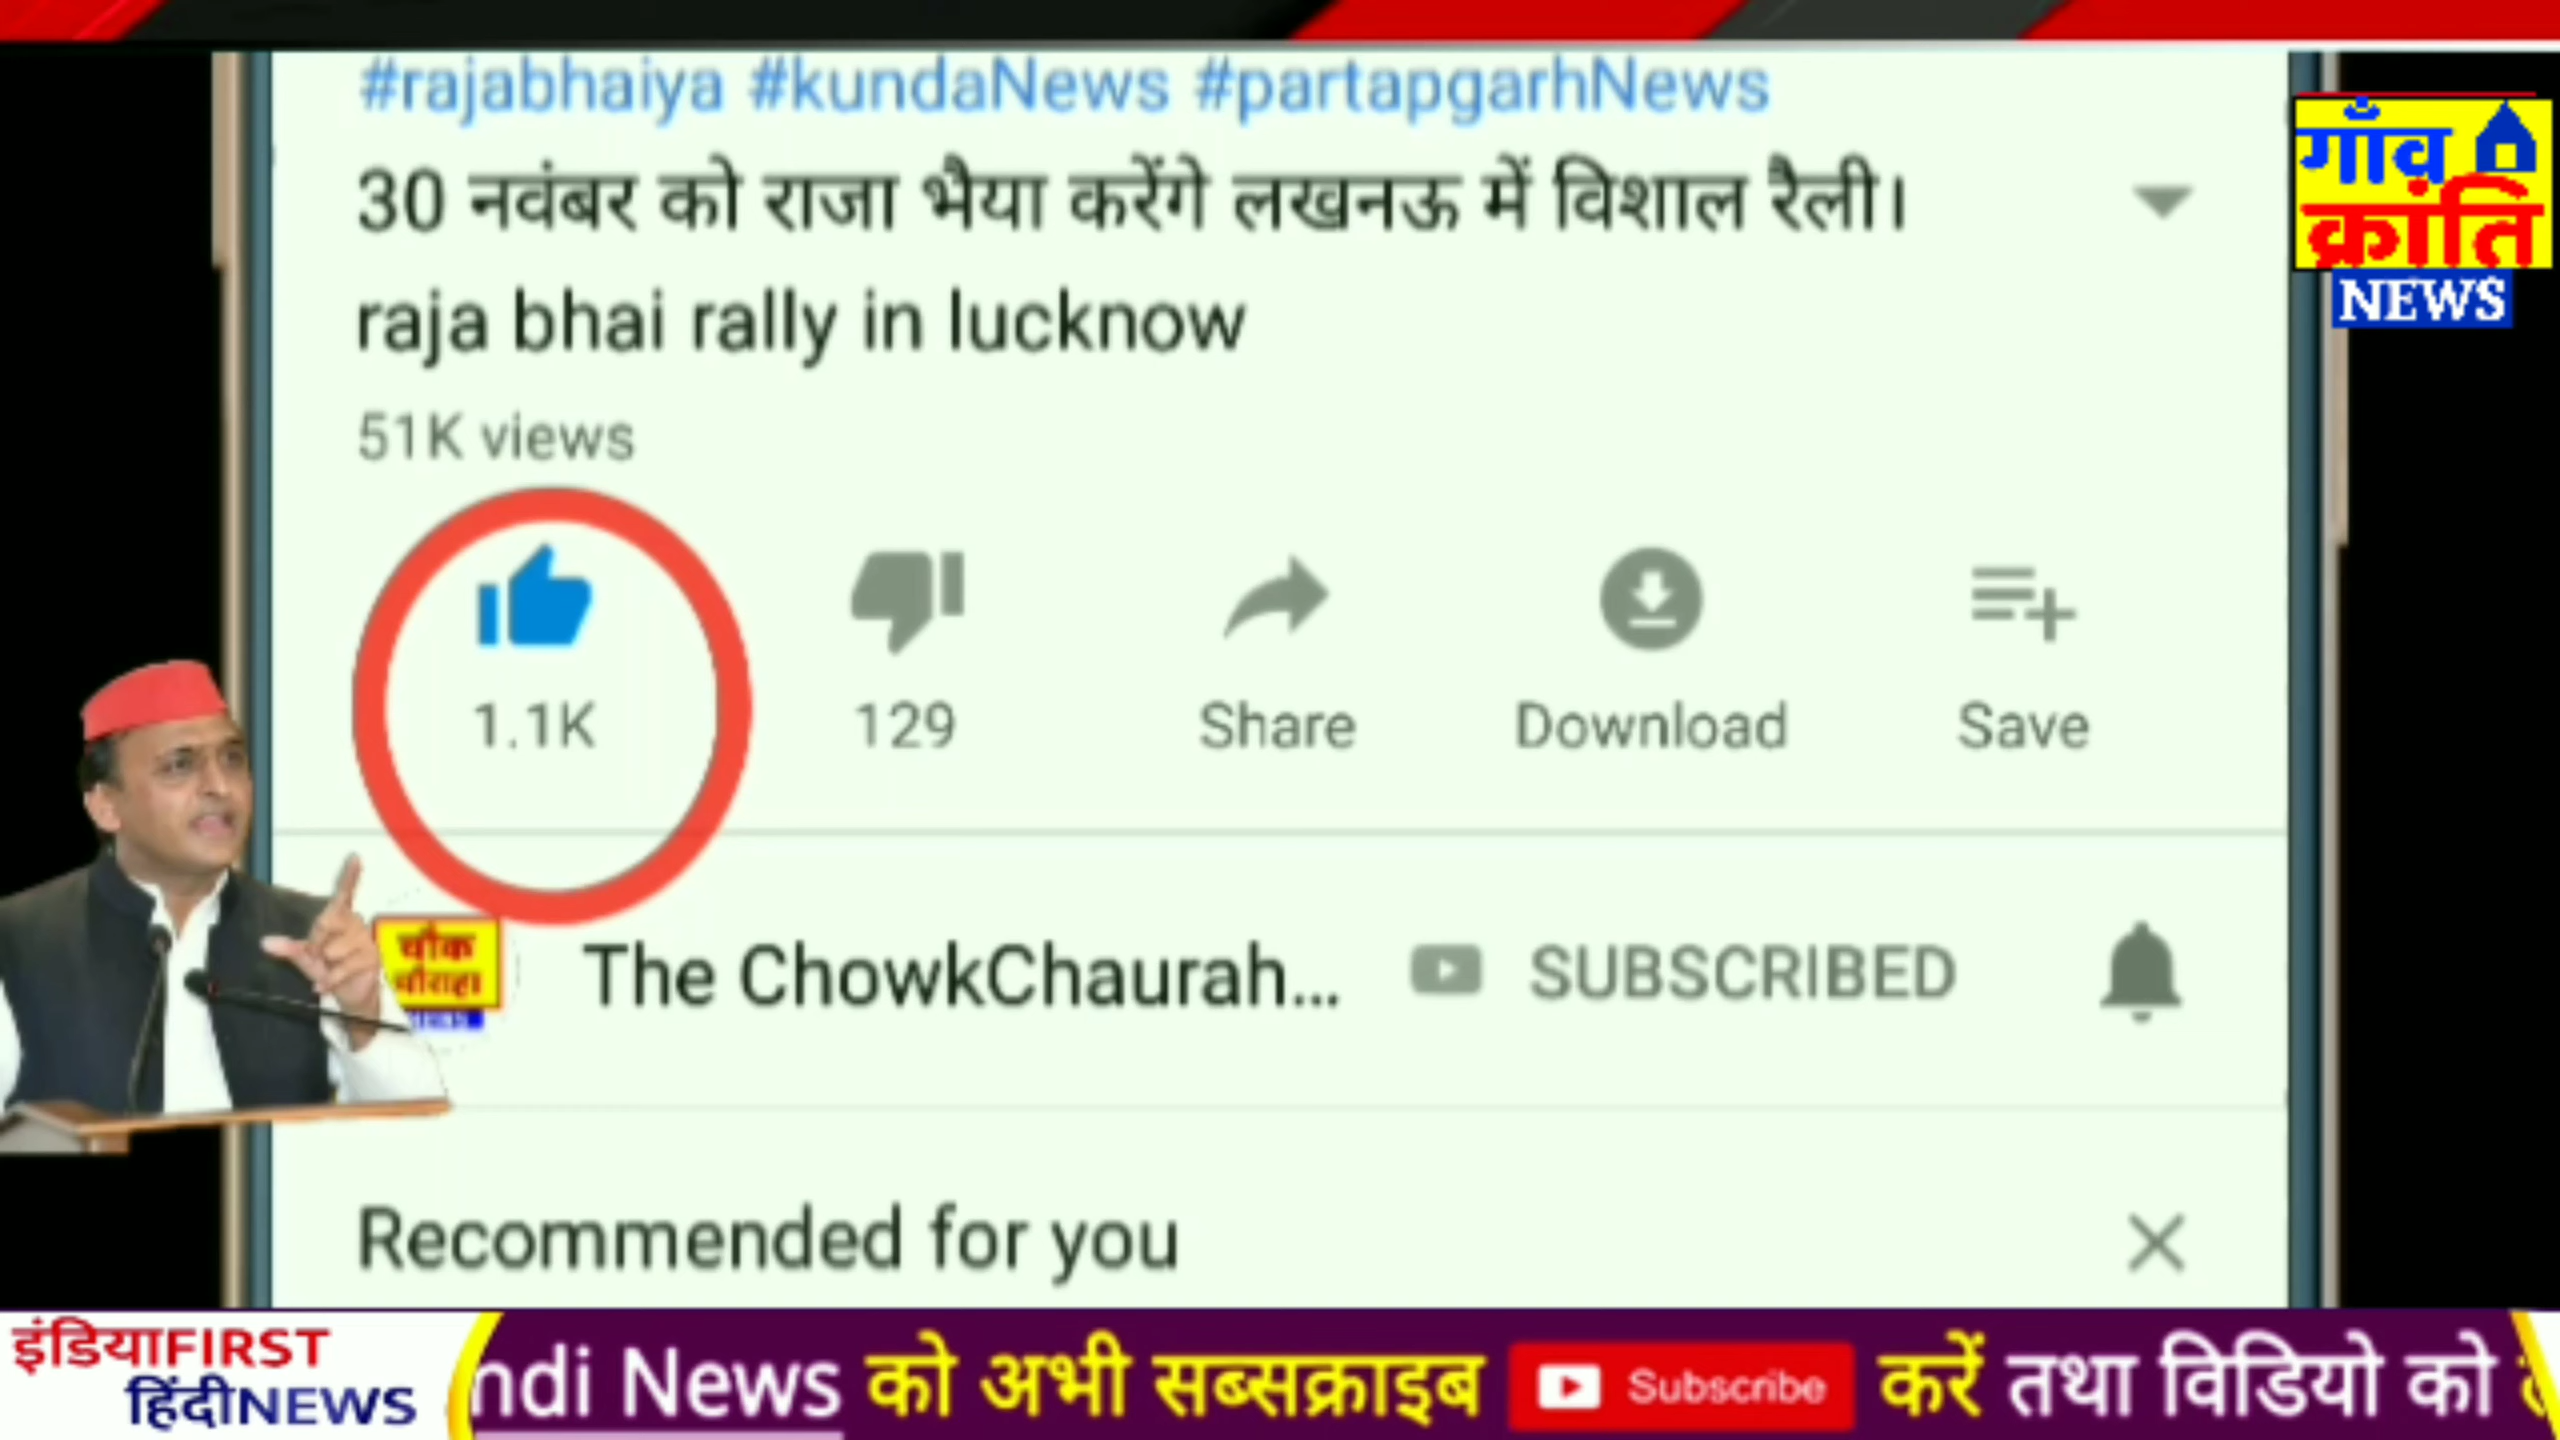 #rajabhaiya #kundaNews #partapgarhNews
30 नवंबर को राजा भैया करेंगे लखनऊ में विशाल रैली।
raja bhai rally in lucknow
51K views
1.1K
129
Share
Download
Save
चौक
चौराहा
NEWS
The ChowkChaurah...
SUBSCRIBED
Recommended for you
गाँव
क्रांति
NEWS
इंडियाFIRST
हिंदीNEWS
ndi News को अभी सब्सक्राइब Subscribe करें तथा विडियो को